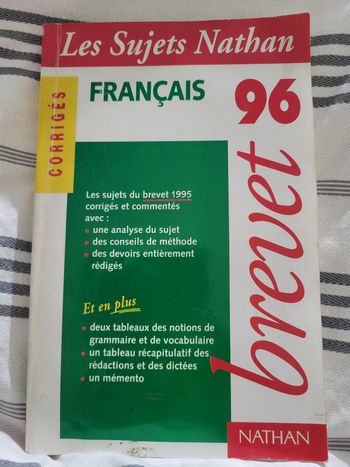 Les Sujets Nathan
CORRIGÉS
FRANÇAIS
96
brevet
Les sujets du brevet 1995
corrigés et commentés
avec :
• une analyse du sujet
• des conseils de méthode
• des devoirs entièrement
rédigés
Et en plus
• deux tableaux des notions de
grammaire et de vocabulaire
• un tableau récapitulatif des
rédactions et des dictées
• un mémento
NATHAN